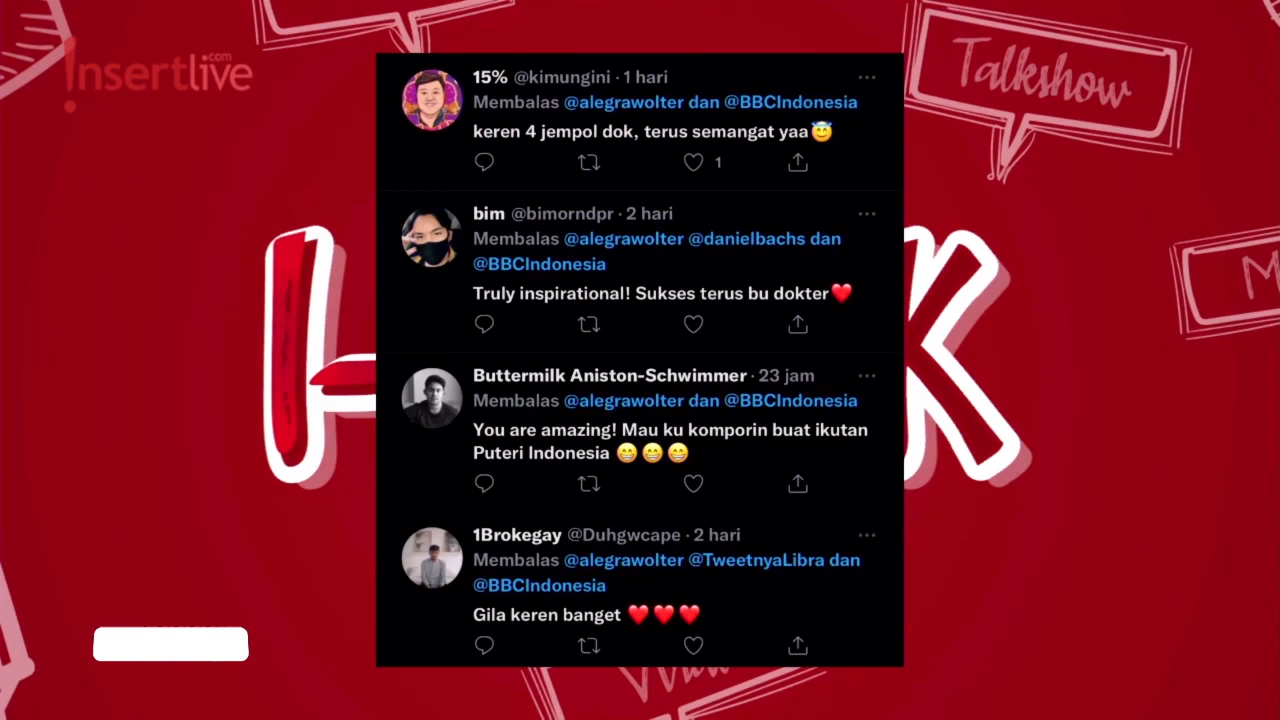 insertlive
.com
Talkshow
15% @kimungini · 1 hari
Membalas @alegrawolter dan @BBCIndonesia
keren 4 jempol dok, terus semangat yaa😇
1
bim @bimorndpr · 2 hari
Membalas @alegrawolter @danielbachs dan
@BBCIndonesia
Truly inspirational! Sukses terus bu dokter❤️
Buttermilk Aniston-Schwimmer · 23 jam
Membalas @alegrawolter dan @BBCIndonesia
You are amazing! Mau ku komporin buat ikutan
Puteri Indonesia 😁😁😁
1Brokegay @Duhgwcape · 2 hari
Membalas @alegrawolter @TweetnyaLibra dan
@BBCIndonesia
Gila keren banget ❤️❤️❤️